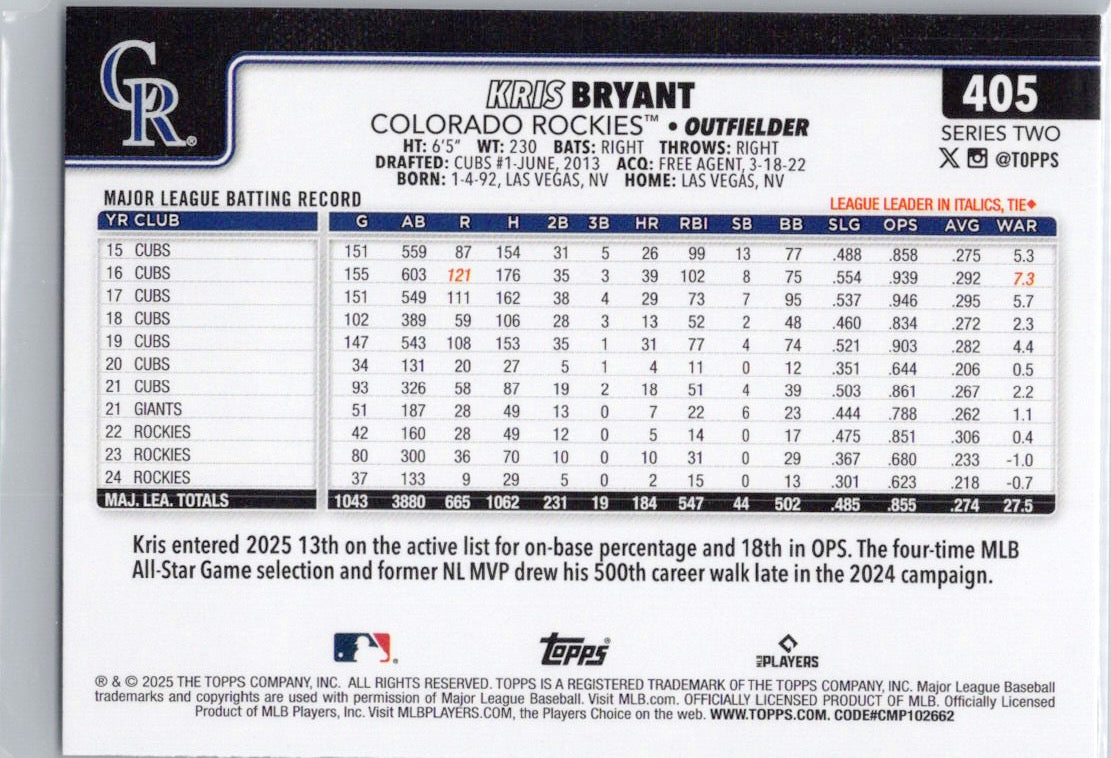 CR®
KRIS BRYANT
405
COLORADO ROCKIES™ • OUTFIELDER
SERIES TWO
HT: 6'5" WT: 230 BATS: RIGHT THROWS: RIGHT
@TOPPS
DRAFTED: CUBS #1-JUNE, 2013 ACQ: FREE AGENT, 3-18-22
BORN: 1-4-92, LAS VEGAS, NV HOME: LAS VEGAS, NV
MAJOR LEAGUE BATTING RECORD
LEAGUE LEADER IN ITALICS, TIE♦
YR CLUB G AB R H 2B 3B HR RBI SB BB SLG OPS AVG WAR
15 CUBS 151 559 87 154 31 5 26 99 13 77 .488 .858 .275 5.3
16 CUBS 155 603 121 176 35 3 39 102 8 75 .554 .939 .292 7.3
17 CUBS 151 549 111 162 38 4 29 73 7 95 .537 .946 .295 5.7
18 CUBS 102 389 59 106 28 3 13 52 2 48 .460 .834 .272 2.3
19 CUBS 147 543 108 153 35 1 31 77 4 74 .521 .903 .282 4.4
20 CUBS 34 131 20 27 5 1 4 11 0 12 .351 .644 .206 0.5
21 CUBS 93 326 58 87 19 2 18 51 4 39 .503 .861 .267 2.2
21 GIANTS 51 187 28 49 13 0 7 22 6 23 .444 .788 .262 1.1
22 ROCKIES 42 160 28 49 12 0 5 14 0 17 .475 .851 .306 0.4
23 ROCKIES 80 300 36 70 10 0 10 31 0 29 .367 .680 .233 -1.0
24 ROCKIES 37 133 9 29 5 0 2 15 0 13 .301 .623 .218 -0.7
MAJ. LEA. TOTALS 1043 3880 665 1062 231 19 184 547 44 502 .485 .855 .274 27.5
Kris entered 2025 13th on the active list for on-base percentage and 18th in OPS. The four-time MLB
All-Star Game selection and former NL MVP drew his 500th career walk late in the 2024 campaign.
Topps®
MLB PLAYERS
® & © 2025 THE TOPPS COMPANY, INC. ALL RIGHTS RESERVED. TOPPS IS A REGISTERED TRADEMARK OF THE TOPPS COMPANY, INC. Major League Baseball
trademarks and copyrights are used with permission of Major League Baseball. Visit MLB.com. OFFICIALLY LICENSED PRODUCT OF MLB. Officially Licensed
Product of MLB Players, Inc. Visit MLBPLAYERS.COM, the Players Choice on the web. WWW.TOPPS.COM. CODE#CMP102662